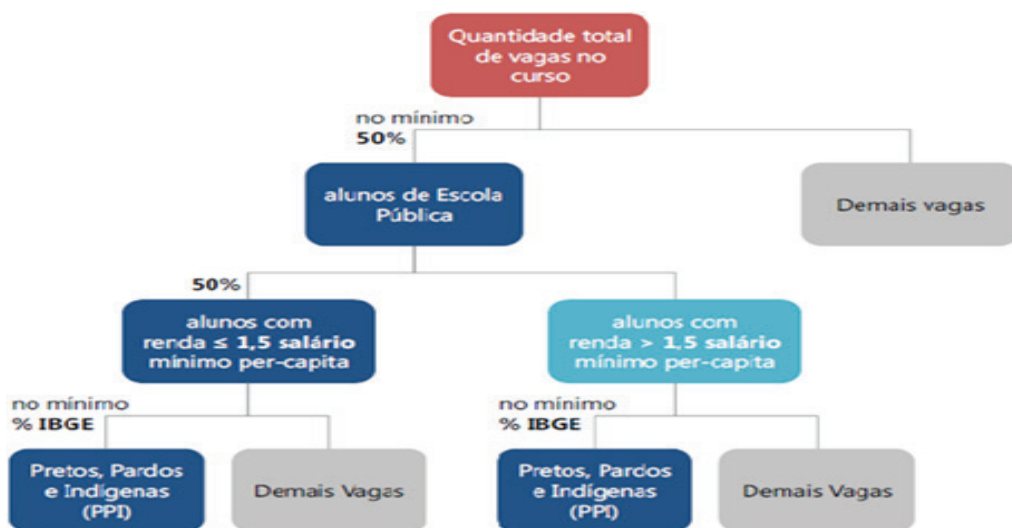 Quantidade total
de vagas no
curso
no mínimo
50%
alunos de Escola
Pública
Demais vagas
50%
alunos com
renda ≤ 1,5 salário
mínimo per-capita
alunos com
renda > 1,5 salário
mínimo per-capita
no mínimo
% IBGE
no mínimo
% IBGE
Pretos, Pardos
e Indígenas
(PPI)
Demais Vagas
Pretos, Pardos
e Indígenas
(PPI)
Demais Vagas